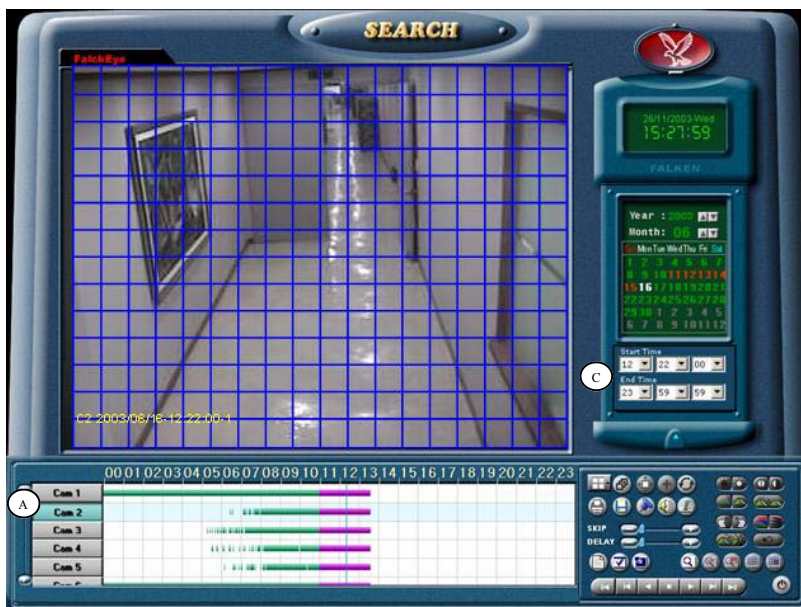 SEARCH
FalckEye
26/11/2003-Wed
15:27:59
FALKEN
Year : 2003
Month: 06
Sun Mon Tue Wed Thu Fri Sat
1 2 3 4 5 6 7
8 9 10 11 12 13 14
15 16 17 18 19 20 21
22 23 24 25 26 27 28
29 30 1 2 3 4 5
6 7 8 9 10 11 12
Start Time
12 22 00
C
End Time
23 59 59
C2 2003/06/16-12:22:00-1
00 01 02 03 04 05 06 07 08 09 10 11 12 13 14 15 16 17 18 19 20 21 22 23
Cam 1
A
Cam 2
Cam 3
Cam 4
Cam 5
SKIP
DELAY